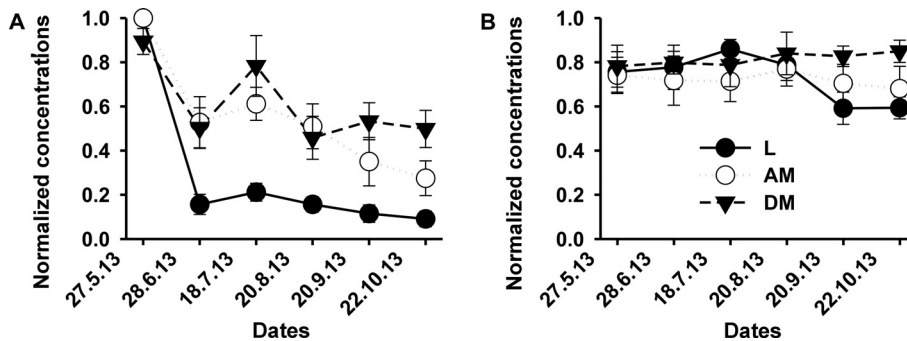 A
Normalized concentrations
1.0
0.8
0.6
0.4
0.2
0.0
27.5.13
28.6.13
18.7.13
20.8.13
20.9.13
22.10.13
Dates
B
Normalized concentrations
1.0
0.8
0.6
0.4
0.2
0.0
L
AM
DM
27.5.13
28.6.13
18.7.13
20.8.13
20.9.13
22.10.13
Dates